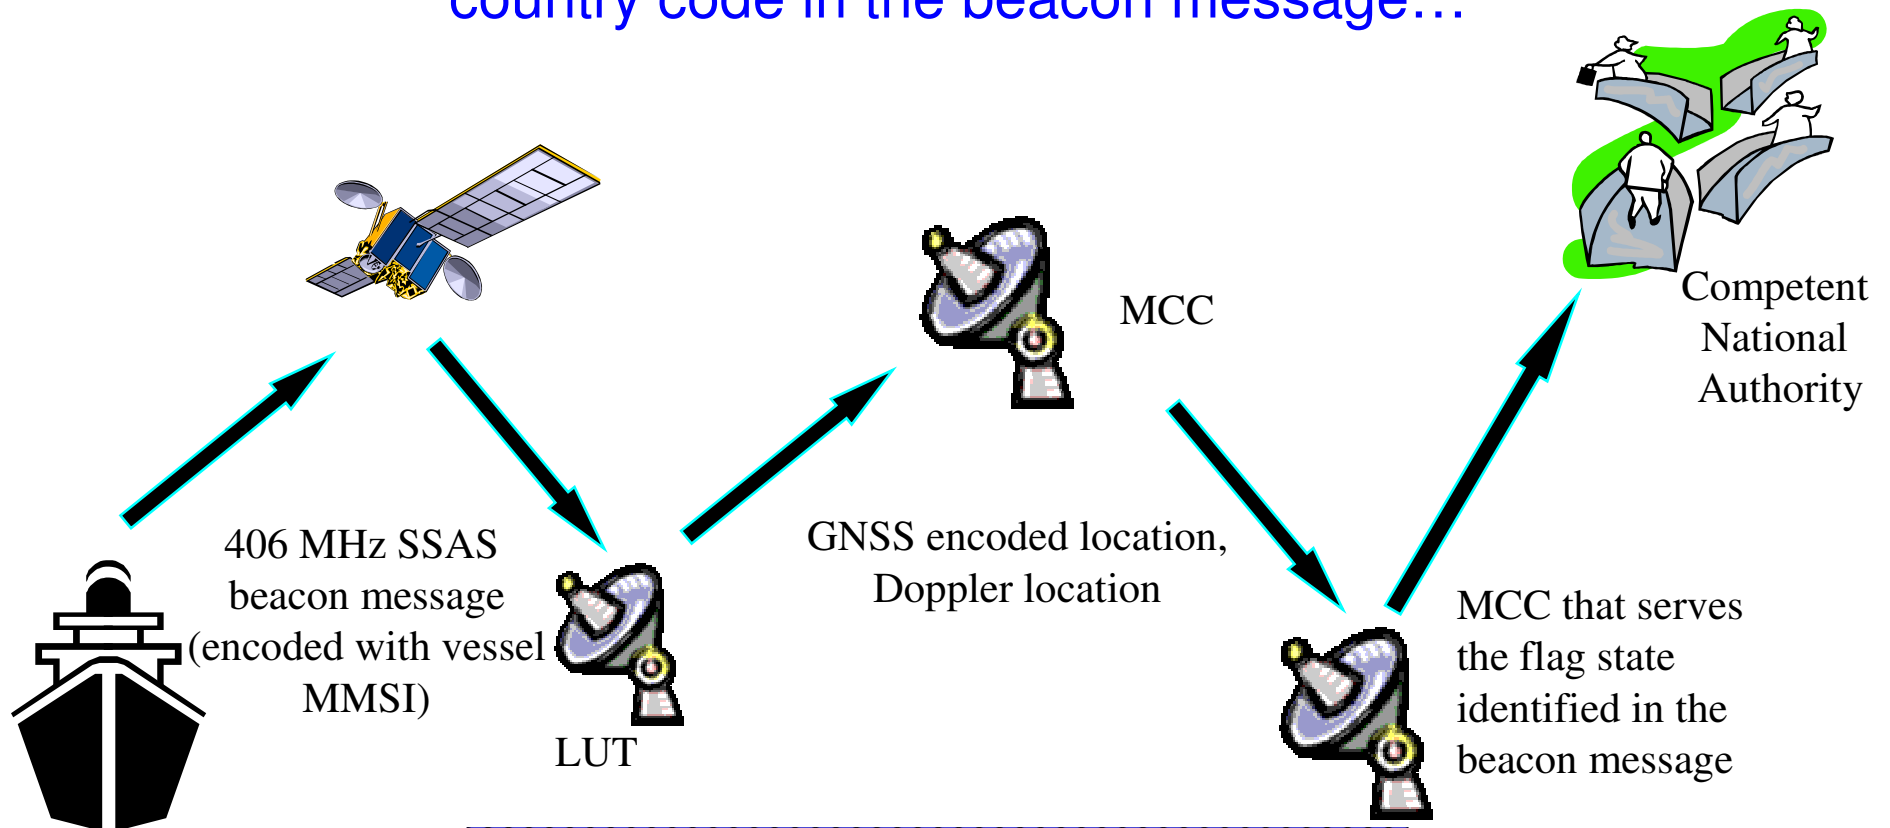 country code in the beacon message…
Competent
National
Authority
MCC
406 MHz SSAS
beacon message
(encoded with vessel
MMSI)
LUT
GNSS encoded location,
Doppler location
MCC that serves
the flag state
identified in the
beacon message